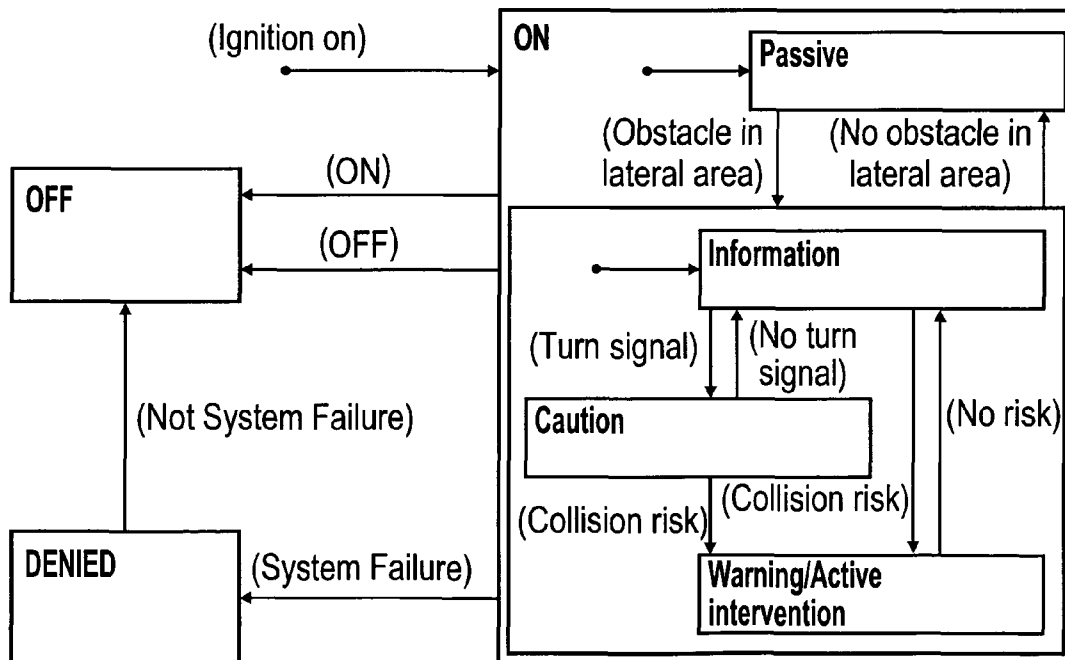 (Ignition on)
ON
Passive
(Obstacle in
lateral area)
(No obstacle in
lateral area)
OFF
(ON)
(OFF)
Information
(Turn signal)
(No turn
signal)
(Not System Failure)
Caution
(No risk)
(Collision risk)
(Collision risk)
DENIED
(System Failure)
Warning/Active
intervention